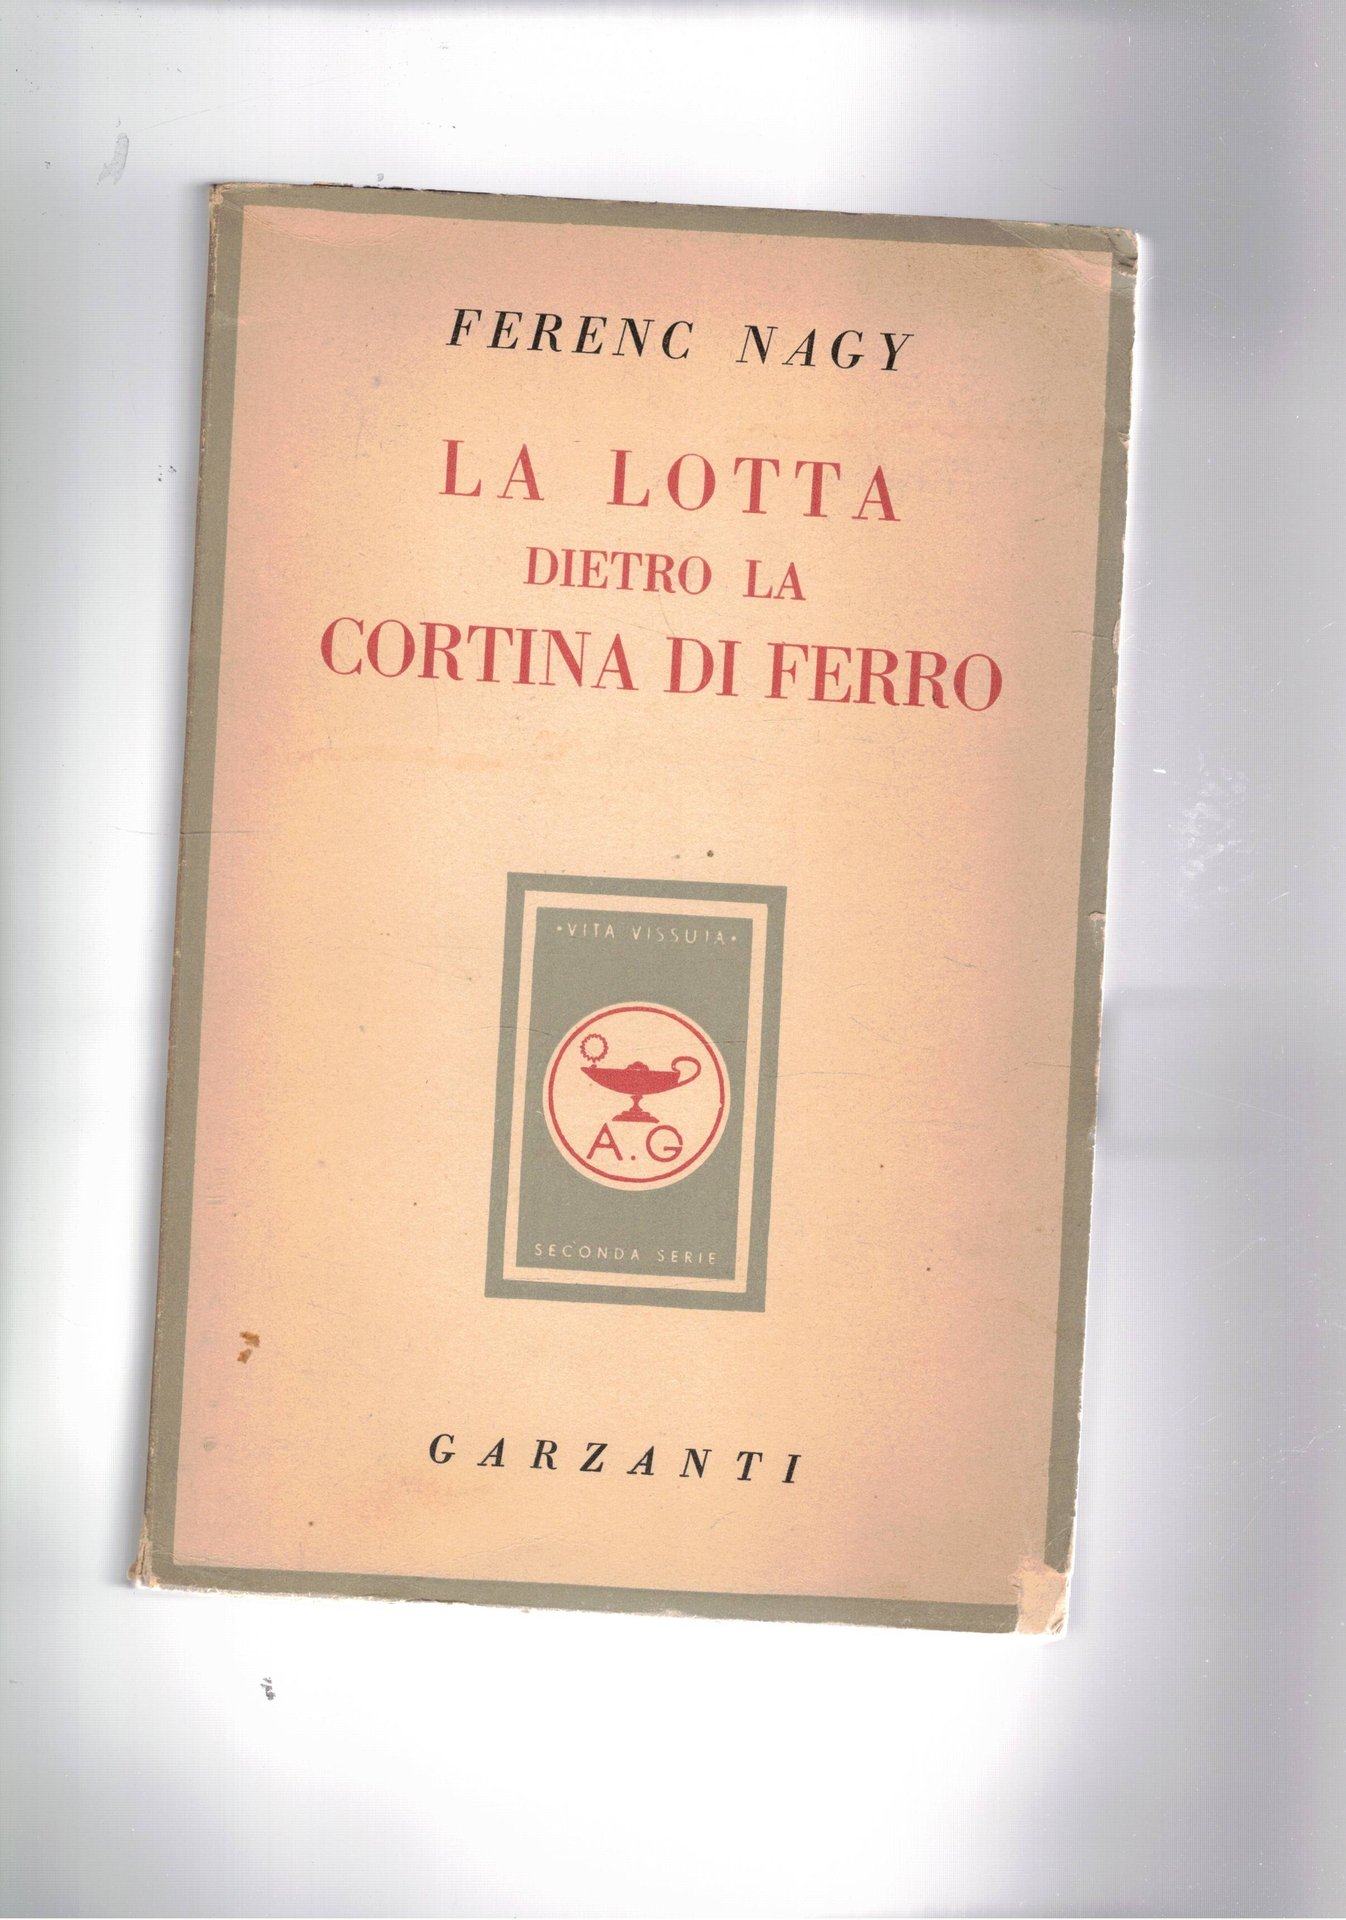 FERENC NAGY
LA LOTTA
DIETRO LA
CORTINA DI FERRO
• VITA VISSUTA •
A.G
SECONDA SERIE
GARZANTI